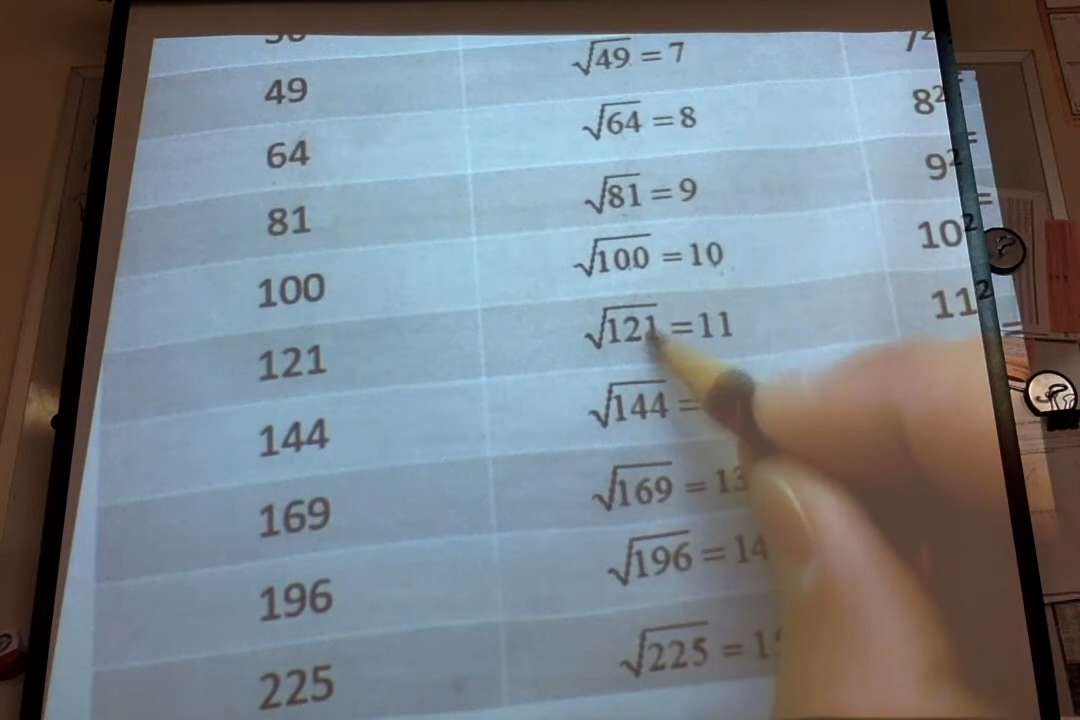 49 √49 = 7
64 √64 = 8 8²
81 √81 = 9 9² =
100 √100 = 10 10² =
121 √121 = 11 11²
144 √144 =
169 √169 = 13
196 √196 = 14
225 √225 = 1